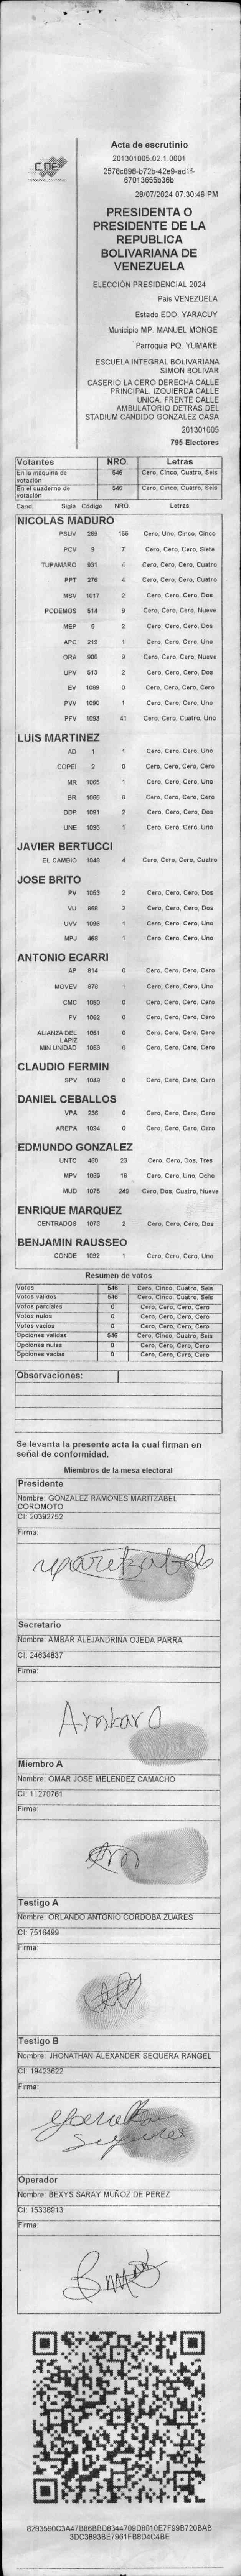 CNE
Acta de escrutinio
201301005.02.1.0001
2578c898-b72b-42e9-ad1f-
67013655b36b
28/07/2024 07:30:49 PM
PRESIDENTA O
PRESIDENTE DE LA
REPUBLICA
BOLIVARIANA DE
VENEZUELA
ELECCIÓN PRESIDENCIAL 2024
Pais VENEZUELA
Estado EDO. YARACUY
Municipio MP. MANUEL MONGE
Parroquia PQ. YUMARE
ESCUELA INTEGRAL BOLIVARIANA
SIMON BOLIVAR
CASERIO LA CERO DERECHA CALLE
PRINCIPAL. IZQUIERDA CALLE
UNICA. FRENTE CALLE
AMBULATORIO DETRAS DEL
STADIUM CANDIDO GONZALEZ CASA
201301005
795 Electores
Votantes NRO. Letras
En la máquina de votación 546 Cero, Cinco, Cuatro, Seis
En el cuaderno de votación 546 Cero, Cinco, Cuatro, Seis
Cand. Sigla Código NRO. Letras
NICOLAS MADURO
PSUV 269 155 Cero, Uno, Cinco, Cinco
PCV 9 7 Cero, Cero, Cero, Siete
TUPAMARO 931 4 Cero, Cero, Cero, Cuatro
PPT 276 4 Cero, Cero, Cero, Cuatro
MSV 1017 2 Cero, Cero, Cero, Dos
PODEMOS 514 9 Cero, Cero, Cero, Nueve
MEP 6 2 Cero, Cero, Cero, Dos
APC 219 1 Cero, Cero, Cero, Uno
ORA 906 9 Cero, Cero, Cero, Nueve
UPV 613 2 Cero, Cero, Cero, Dos
EV 1089 0 Cero, Cero, Cero, Cero
PVV 1090 1 Cero, Cero, Cero, Uno
PFV 1093 41 Cero, Cero, Cuatro, Uno
LUIS MARTINEZ
AD 1 1 Cero, Cero, Cero, Uno
COPEI 2 0 Cero, Cero, Cero, Cero
MR 1065 1 Cero, Cero, Cero, Uno
BR 1066 0 Cero, Cero, Cero, Cero
DDP 1091 2 Cero, Cero, Cero, Dos
UNE 1095 1 Cero, Cero, Cero, Uno
JAVIER BERTUCCI
EL CAMBIO 1048 4 Cero, Cero, Cero, Cuatro
JOSE BRITO
PV 1053 2 Cero, Cero, Cero, Dos
VU 868 2 Cero, Cero, Cero, Dos
UVV 1096 1 Cero, Cero, Cero, Uno
MPJ 458 1 Cero, Cero, Cero, Uno
ANTONIO ECARRI
AP 814 0 Cero, Cero, Cero, Cero
MOVEV 879 1 Cero, Cero, Cero, Uno
CMC 1050 0 Cero, Cero, Cero, Cero
FV 1062 0 Cero, Cero, Cero, Cero
ALIANZA DEL LAPIZ 1051 0 Cero, Cero, Cero, Cero
MIN UNIDAD 1069 0 Cero, Cero, Cero, Cero
CLAUDIO FERMIN
SPV 1049 0 Cero, Cero, Cero, Cero
DANIEL CEBALLOS
VPA 236 0 Cero, Cero, Cero, Cero
AREPA 1094 0 Cero, Cero, Cero, Cero
EDMUNDO GONZALEZ
UNTC 460 23 Cero, Cero, Dos, Tres
MPV 1059 18 Cero, Cero, Uno, Ocho
MUD 1075 249 Cero, Dos, Cuatro, Nueve
ENRIQUE MARQUEZ
CENTRADOS 1073 2 Cero, Cero, Cero, Dos
BENJAMIN RAUSSEO
CONDE 1092 1 Cero, Cero, Cero, Uno
Resumen de votos
Votos 546 Cero, Cinco, Cuatro, Seis
Votos validos 546 Cero, Cinco, Cuatro, Seis
Votos parciales 0 Cero, Cero, Cero, Cero
Votos nulos 0 Cero, Cero, Cero, Cero
Votos vacios 0 Cero, Cero, Cero, Cero
Opciones validas 546 Cero, Cinco, Cuatro, Seis
Opciones nulas 0 Cero, Cero, Cero, Cero
Opciones vacias 0 Cero, Cero, Cero, Cero
Observaciones:
Se levanta la presente acta la cual firman en
señal de conformidad.
Miembros de la mesa electoral
Presidente
Nombre: GONZALEZ RAMONES MARITZABEL
COROMOTO
CI: 20392752
Firma:
Maritzabel
Secretario
Nombre: AMBAR ALEJANDRINA OJEDA PARRA
CI: 24634837
Firma:
Ambar O
Miembro A
Nombre: OMAR JOSE MELENDEZ CAMACHO
CI: 11270761
Firma:
Testigo A
Nombre: ORLANDO ANTONIO CORDOBA ZUARES
CI: 7516499
Firma:
Testigo B
Nombre: JHONATHAN ALEXANDER SEQUERA RANGEL
CI: 19423622
Firma:
Operador
Nombre: BEXYS SARAY MUÑOZ DE PEREZ
CI: 15338913
Firma: